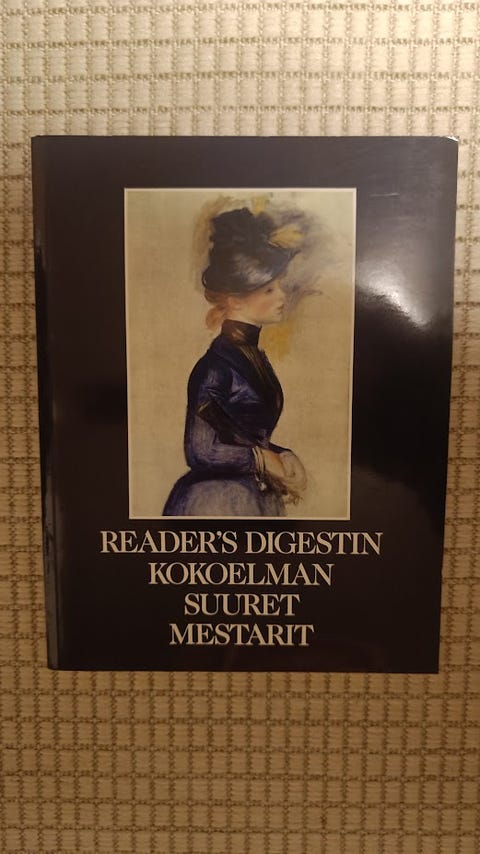 READER'S DIGESTIN
KOKOELMAN
SUURET
MESTARIT